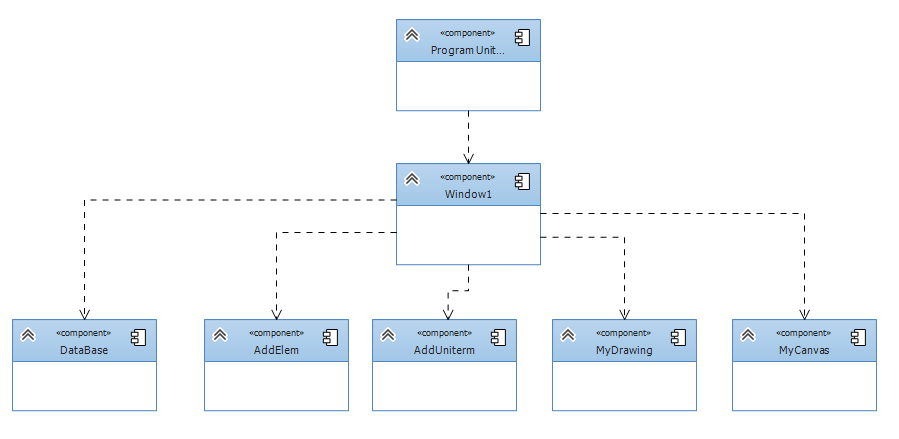 «component»
Program Unit...
«component»
Window1
«component»
DataBase
«component»
AddElem
«component»
AddUniterm
«component»
MyDrawing
«component»
MyCanvas